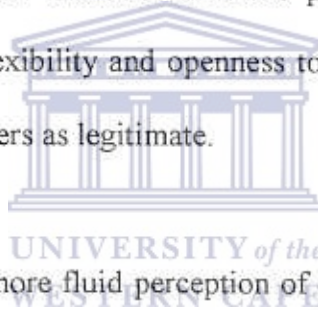 exibility and openness to
ers as legitimate.
UNIVERSITY of the
nore fluid perception of
WESTERN CAPE